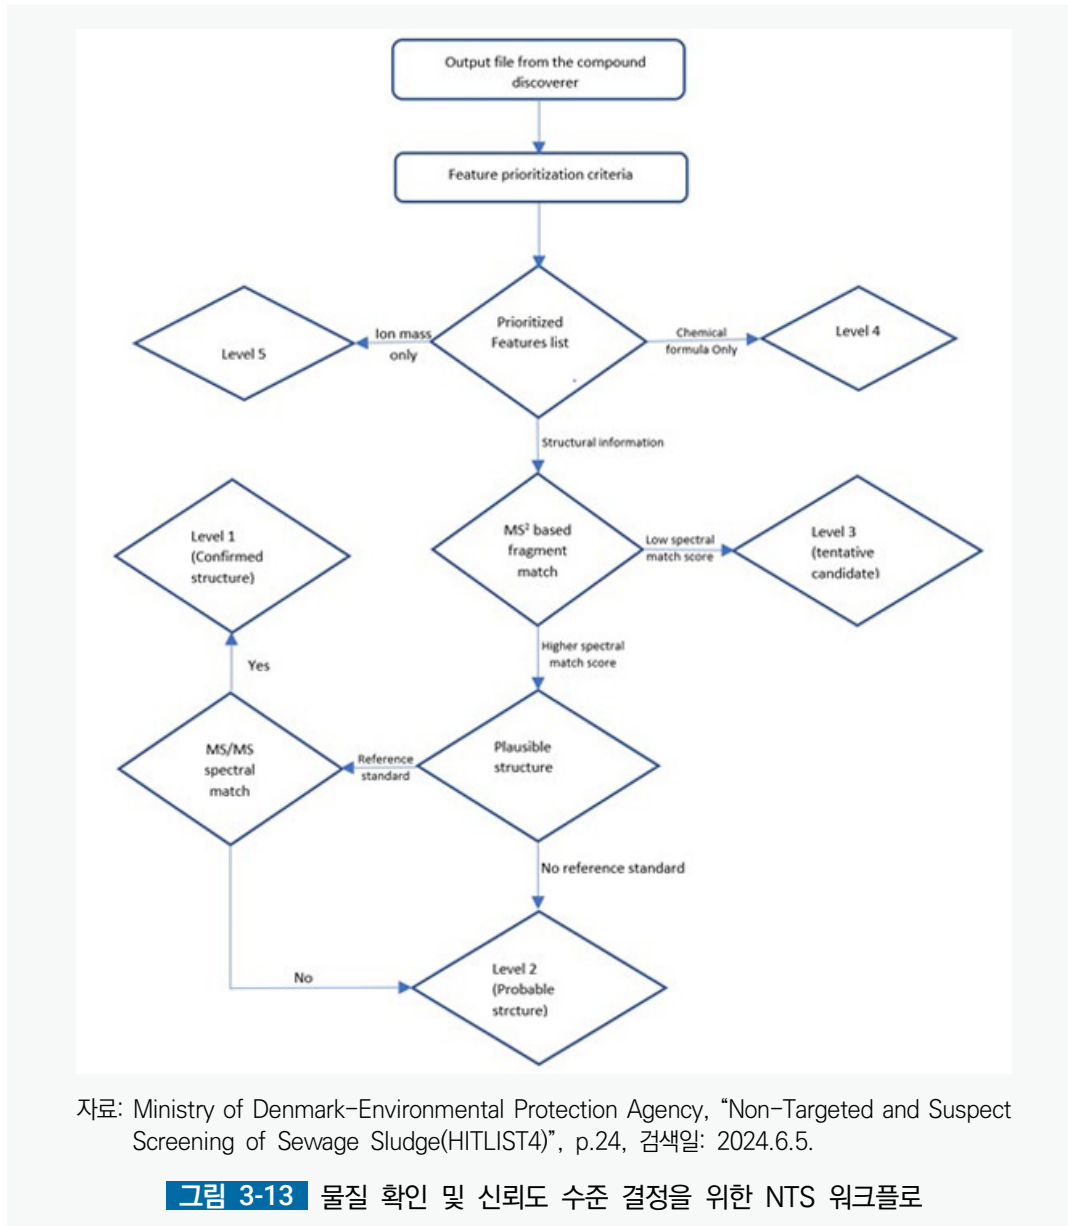 Output file from the compound
discoverer
Feature prioritization criteria
Prioritized
Features list
Ion mass
only
Level 5
Chemical
formula Only
Level 4
Structural information
MS² based
fragment
match
Low spectral
match score
Level 3
(tentative
candidate)
Level 1
(Confirmed
structure)
Yes
Higher spectral
match score
MS/MS
spectral
match
Reference
standard
Plausible
structure
No reference standard
No
Level 2
(Probable
strcture)
자료: Ministry of Denmark-Environmental Protection Agency, “Non-Targeted and Suspect
Screening of Sewage Sludge(HITLIST4)”, p.24, 검색일: 2024.6.5.
그림 3-13 물질 확인 및 신뢰도 수준 결정을 위한 NTS 워크플로